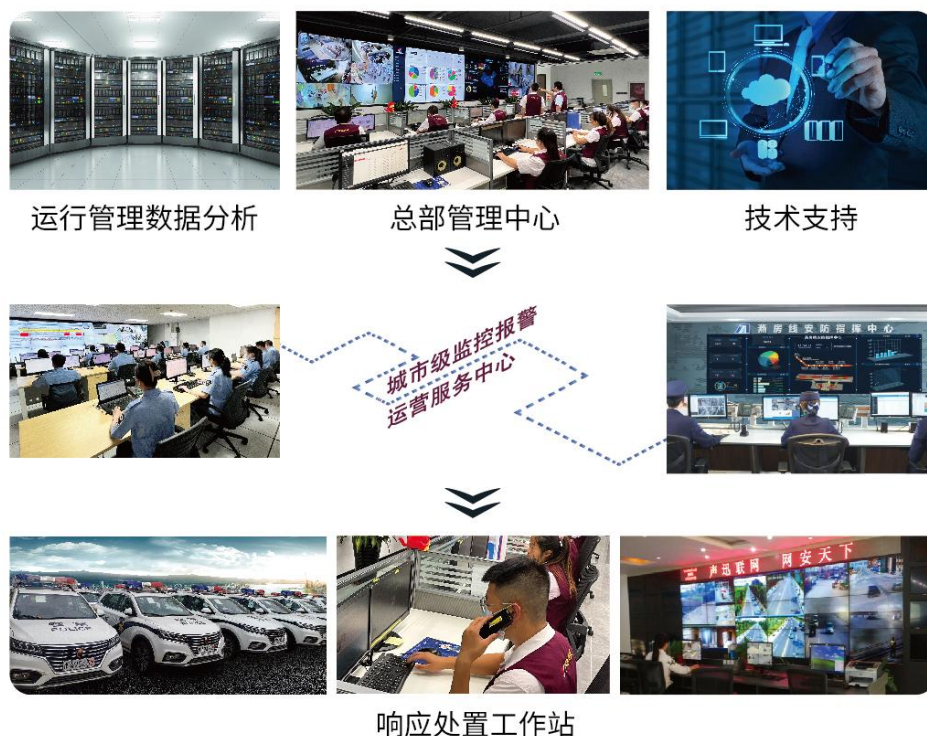 运行管理数据分析
总部管理中心
技术支持
城市级监控报警
运营服务中心
燕房线安防指挥中心
POLICE
声迅联网 网安天下
响应处置工作站